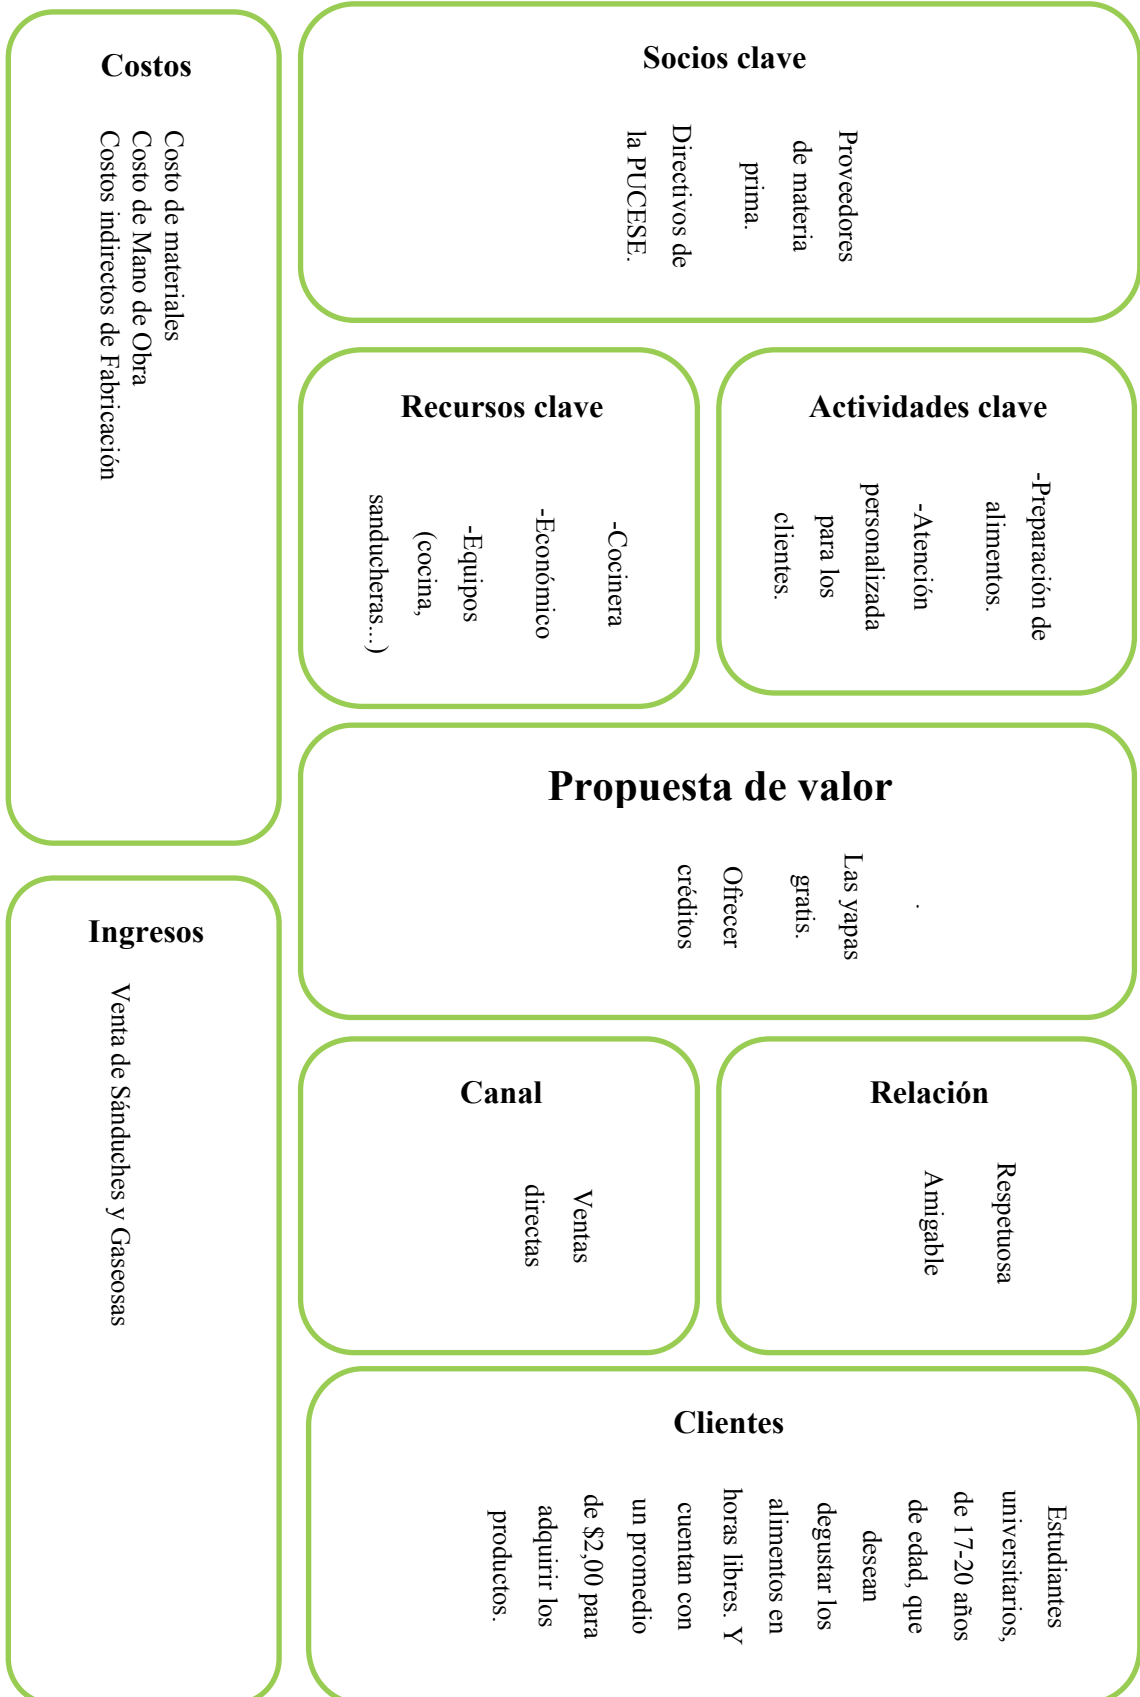 Socios clave
Proveedores
de materia
prima.
Directivos de
la PUCESE.
Actividades clave
-Preparación de
alimentos.
-Atención
personalizada
para los
clientes.
Recursos clave
-Cocinera
-Económico
-Equipos
(cocina,
sanducheras...)
Propuesta de valor
.
Las yapas
gratis.
Ofrecer
créditos
Relación
Respetuosa
Amigable
Canal
Ventas
directas
Clientes
Estudiantes
universitarios,
de 17-20 años
de edad, que
desean
degustar los
alimentos en
horas libres. Y
cuentan con
un promedio
de $2,00 para
adquirir los
productos.
Costos
Costo de materiales
Costo de Mano de Obra
Costos indirectos de Fabricación
Ingresos
Venta de Sánduches y Gaseosas